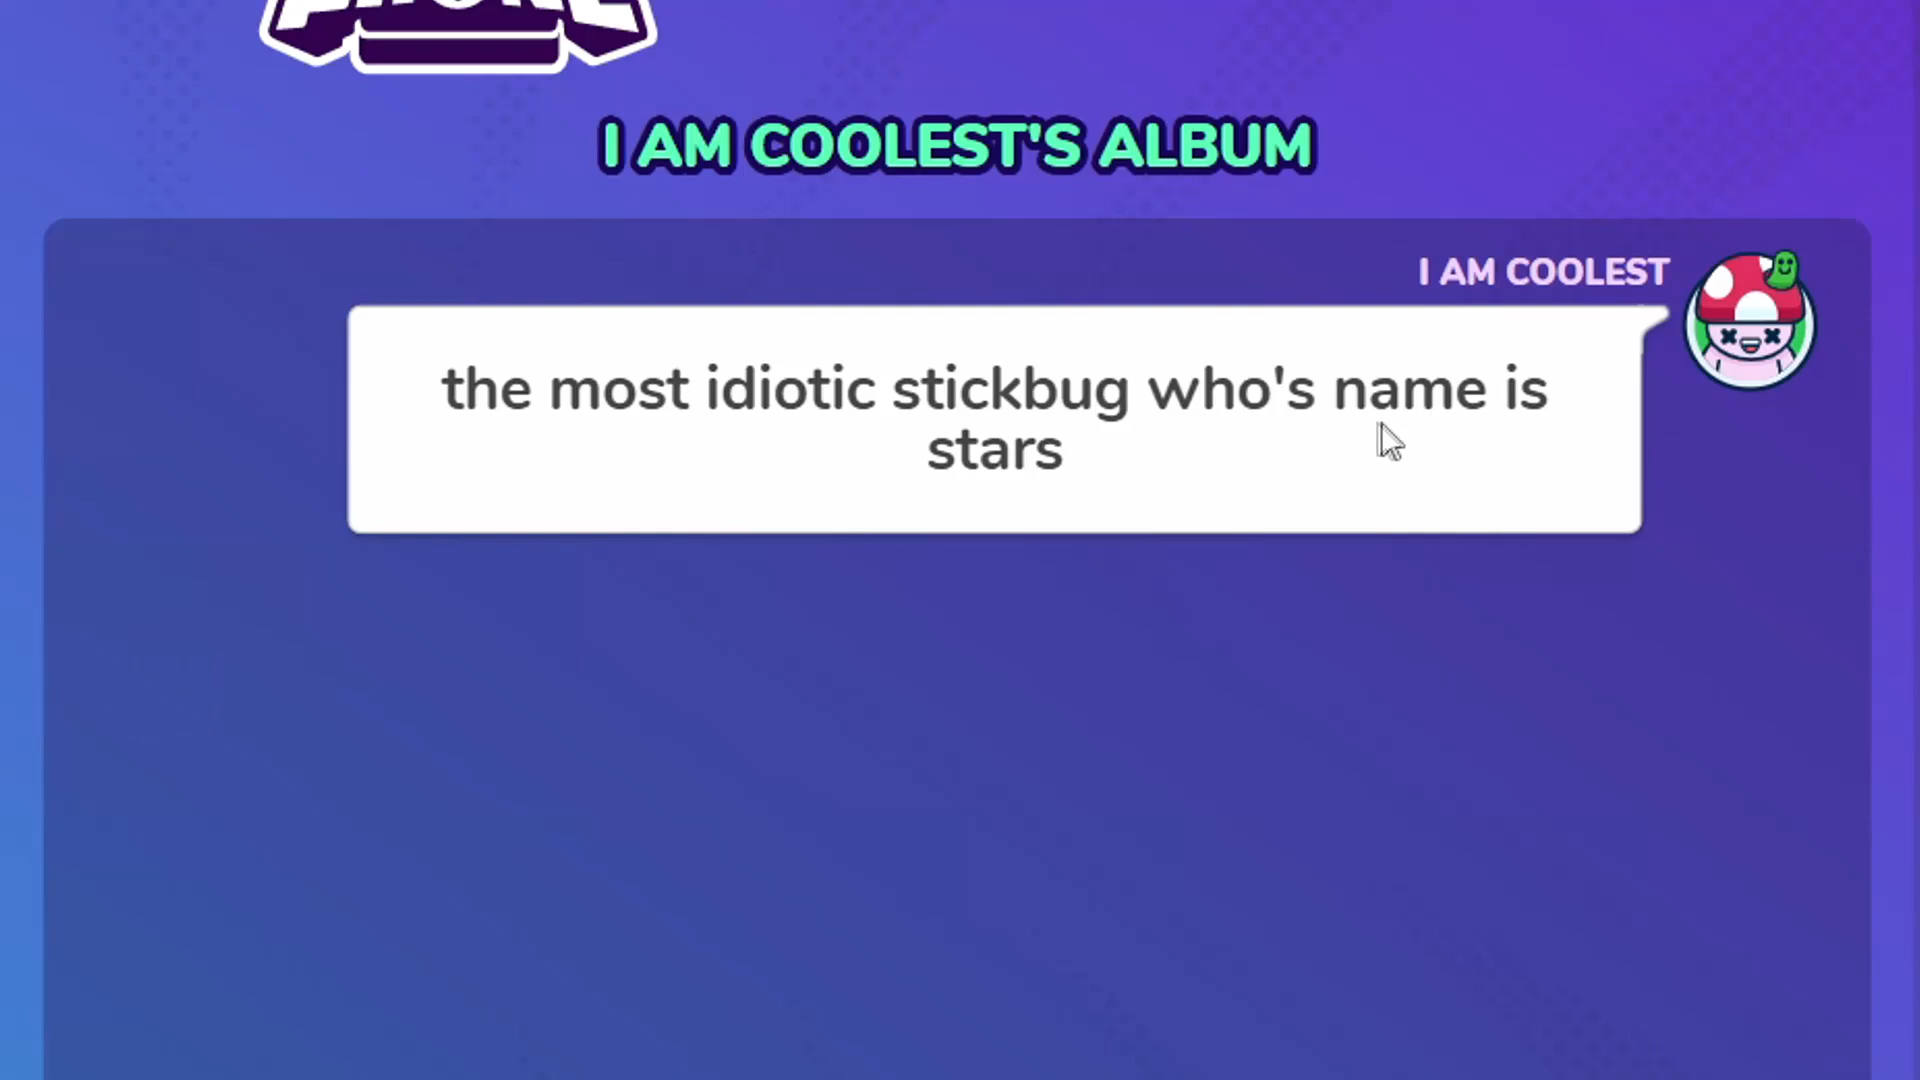 I AM COOLEST'S ALBUM
I AM COOLEST
the most idiotic stickbug who's name is
stars